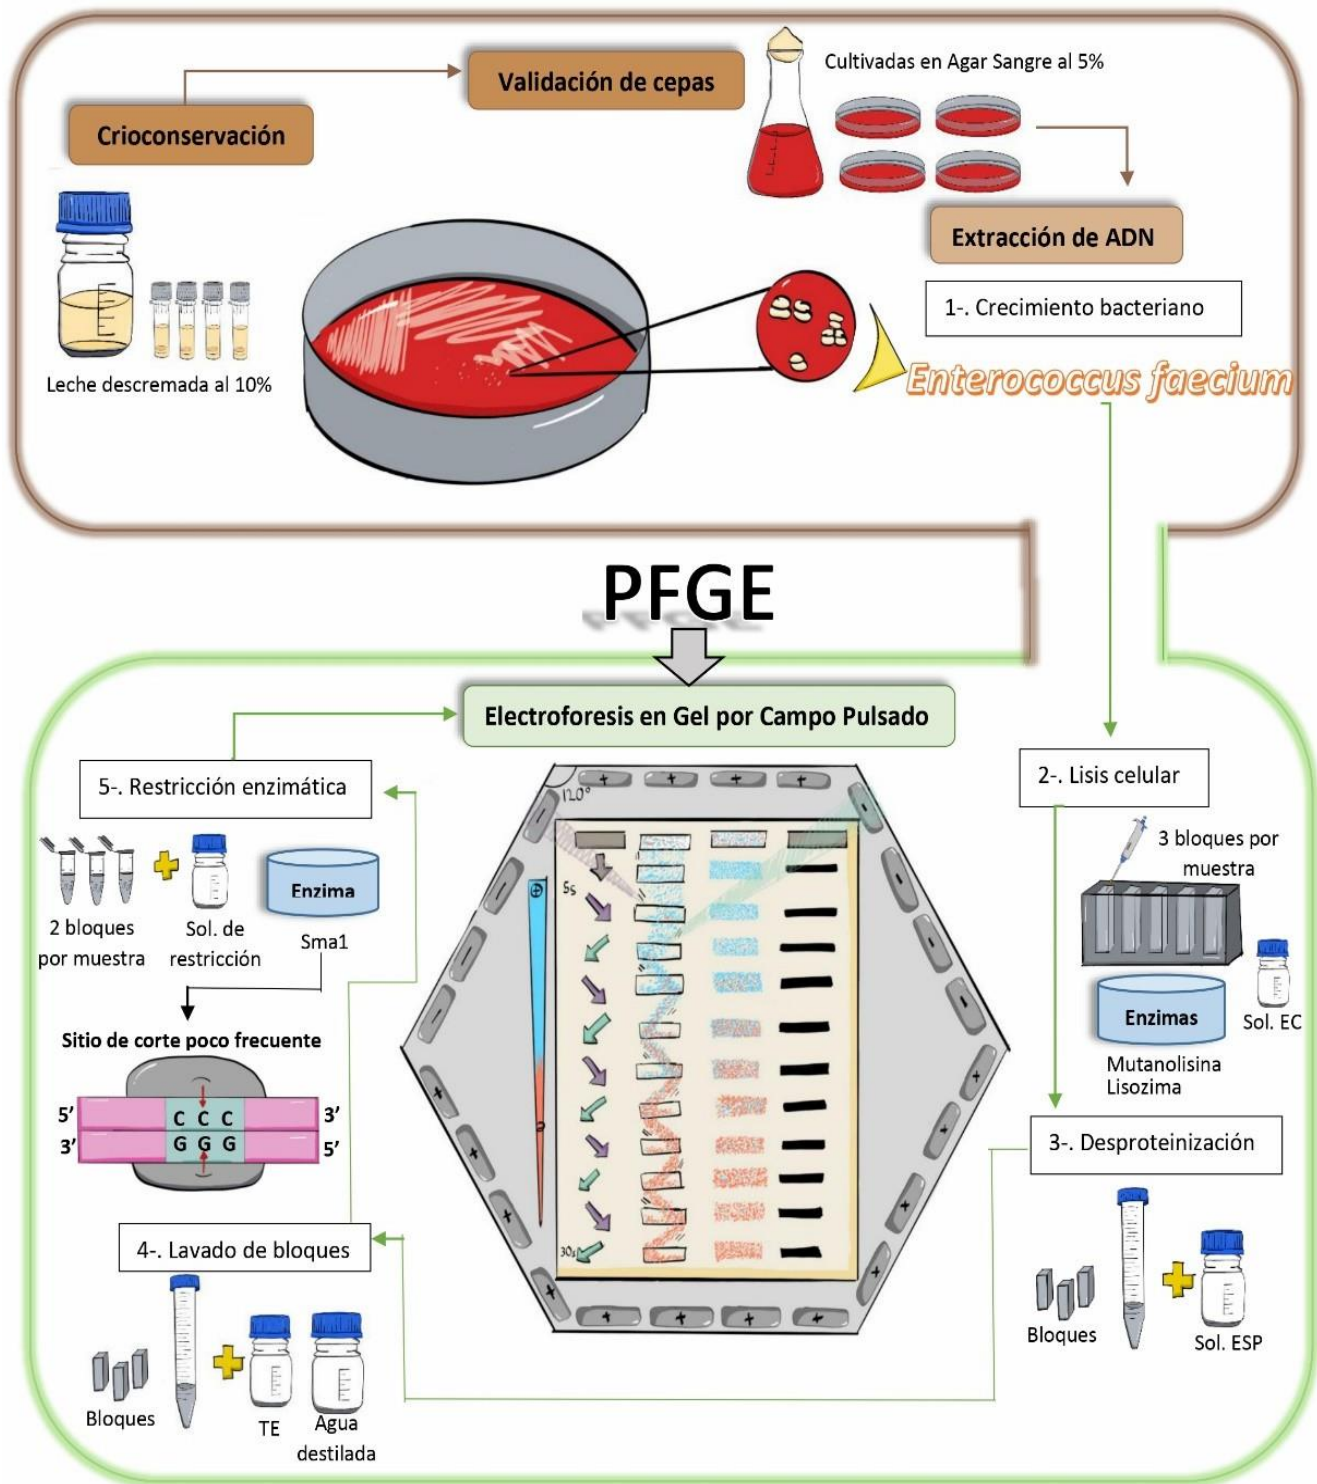 Crioconservación
Validación de cepas
Cultivadas en Agar Sangre al 5%
Leche descremada al 10%
Extracción de ADN
1-. Crecimiento bacteriano
Enterococcus faecium
PFGE
Electroforesis en Gel por Campo Pulsado
2-. Lisis celular
3 bloques por
muestra
Enzimas
Sol. EC
Mutanolisina
Lisozima
3-. Desproteinización
Bloques
Sol. ESP
4-. Lavado de bloques
Bloques
TE
Agua
destilada
5-. Restricción enzimática
2 bloques
por muestra
Sol. de
restricción
Enzima
Sma1
Sitio de corte poco frecuente
5’ C C C 3’
3’ G G G 5’
120°
5s
30s